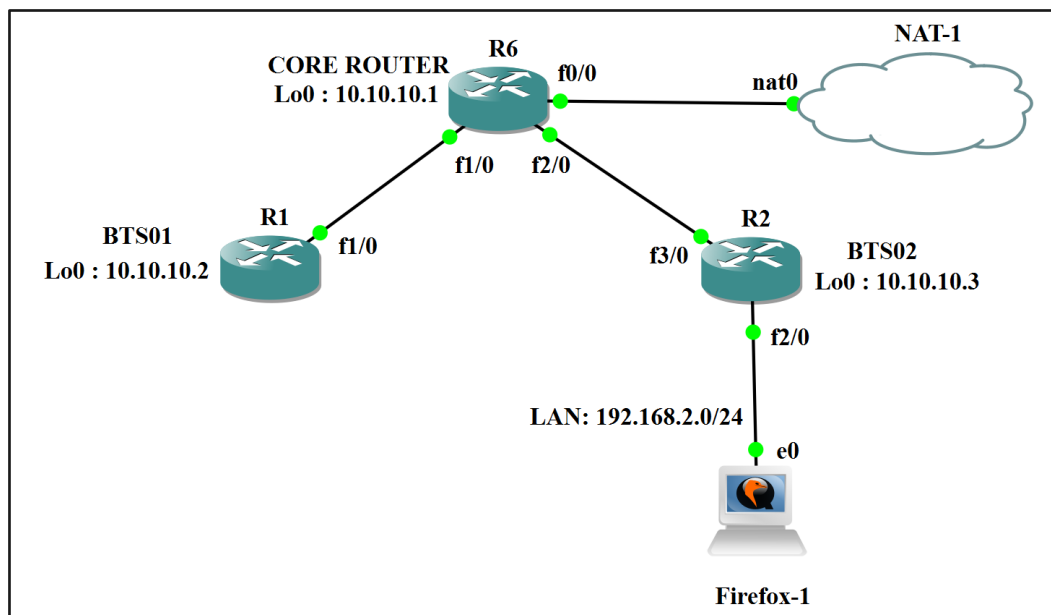 NAT-1
R6
CORE ROUTER
Lo0 : 10.10.10.1
f0/0
nat0
f1/0
f2/0
R1
BTS01
Lo0 : 10.10.10.2
f1/0
R2
f3/0
BTS02
Lo0 : 10.10.10.3
f2/0
LAN: 192.168.2.0/24
e0
Firefox-1